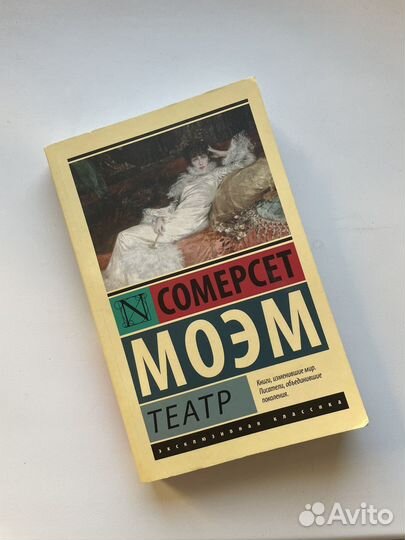 N
СОМЕРСЕТ
МОЭМ
ТЕАТР
Книги, изменившие мир.
Писатели, объединившие
поколения.
ЭКСКЛЮЗИВНАЯ КЛАССИКА
Avito